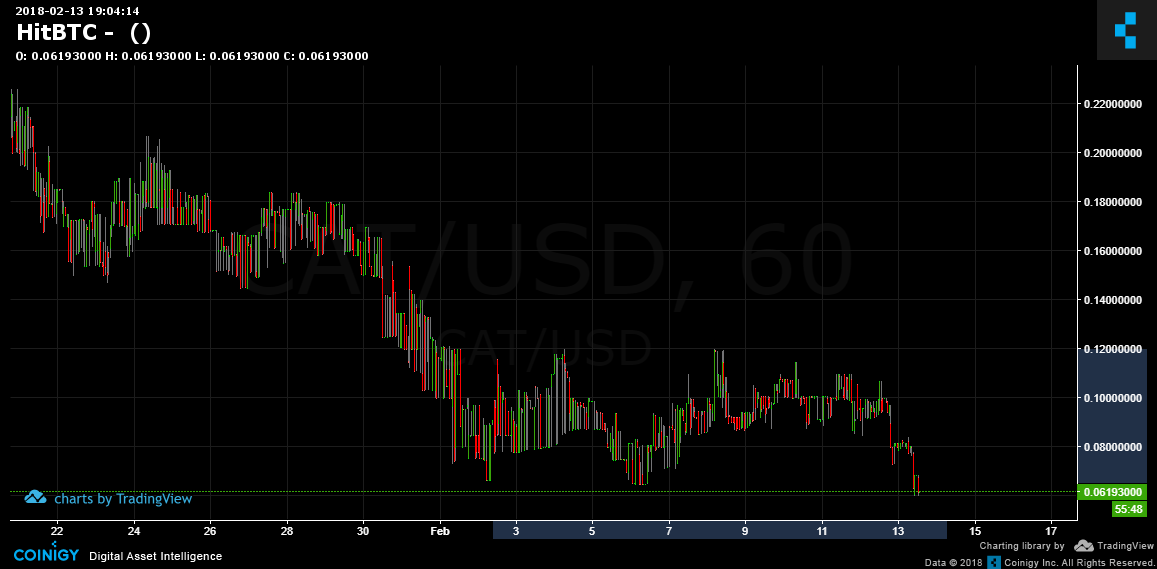 2018-02-13 19:04:14
HitBTC - ()
O: 0.06193000 H: 0.06193000 L: 0.06193000 C: 0.06193000
CAT/USD, 60
CAT/USD
0.22000000
0.20000000
0.18000000
0.16000000
0.14000000
0.12000000
0.10000000
0.08000000
0.06193000
55:48
charts by TradingView
22 24 26 28 30 Feb 3 5 7 9 11 13 15 17
COINIGY Digital Asset Intelligence
Charting library by TradingView
Data © 2018 Coinigy Inc. All Rights Reserved.